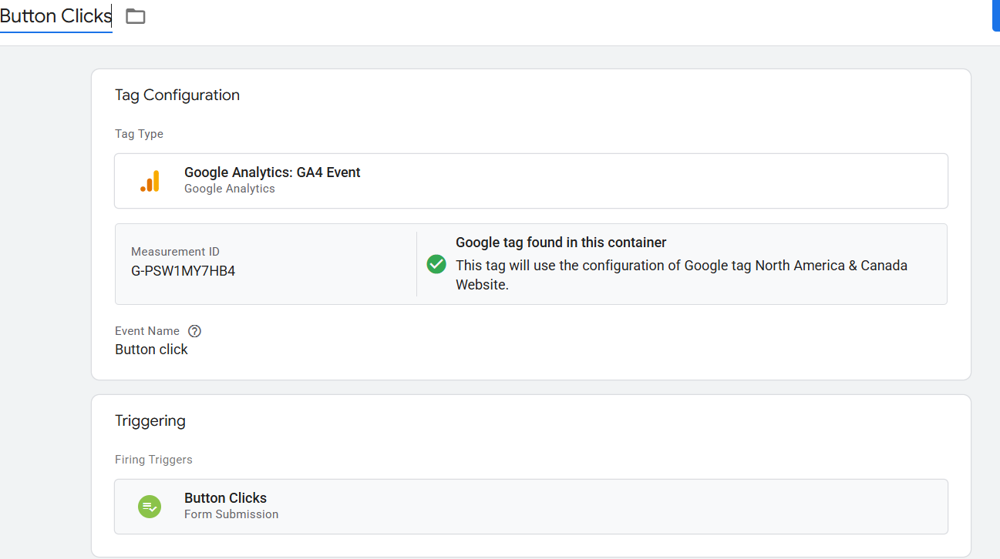 Button Clicks
Tag Configuration
Tag Type
Google Analytics: GA4 Event
Google Analytics
Measurement ID
G-PSW1MY7HB4
Google tag found in this container
This tag will use the configuration of Google tag North America & Canada
Website.
Event Name
Button click
Triggering
Firing Triggers
Button Clicks
Form Submission